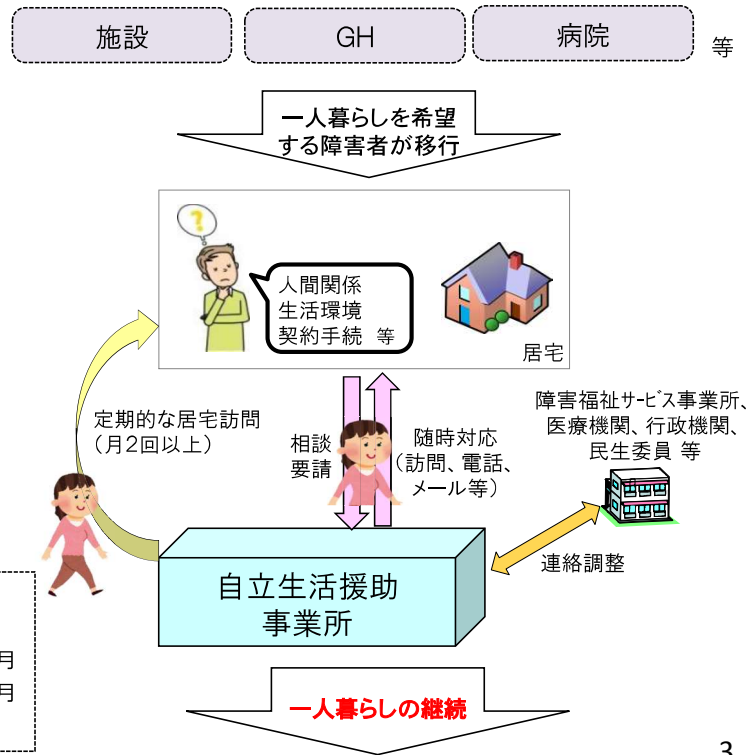 施設
GH
病院
等
一人暮らしを希望
する障害者が移行
?
人間関係
生活環境
契約手続 等
居宅
定期的な居宅訪問
(月2回以上)
相談
要請
随時対応
(訪問、電話、
メール等)
障害福祉サービス事業所、
医療機関、行政機関、
民生委員 等
連絡調整
自立生活援助
事業所
月
月
一人暮らしの継続
3